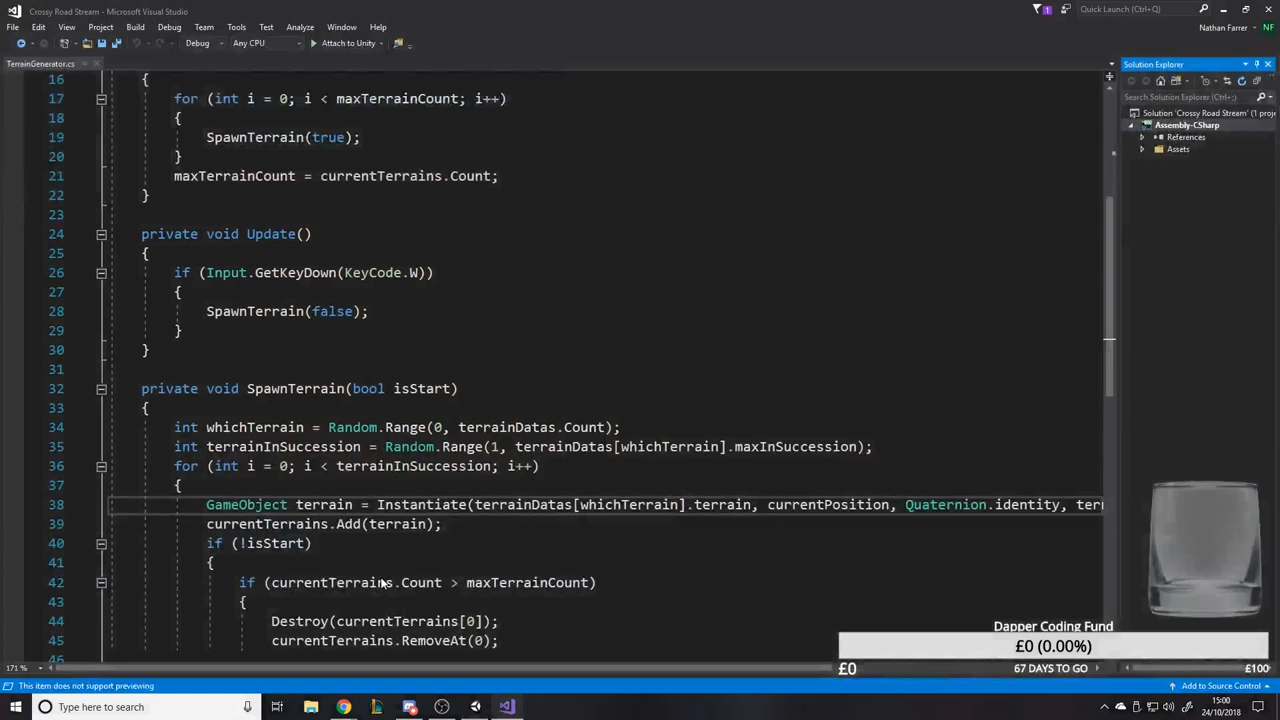 Crossy Road Stream - Microsoft Visual Studio
1
Quick Launch (Ctrl+Q)
File Edit View Project Build Debug Team Tools Test Analyze Window Help
Nathan Farrer NF
Debug Any CPU Attach to Unity
TerrainGenerator.cs
Solution Explorer
Search Solution Explorer (Ctrl+;)
Solution 'Crossy Road Stream' (1 proje
Assembly-CSharp
References
Assets
16 {
17 for (int i = 0; i < maxTerrainCount; i++)
18 {
19 SpawnTerrain(true);
20 }
21 maxTerrainCount = currentTerrains.Count;
22 }
23
24 private void Update()
25 {
26 if (Input.GetKeyDown(KeyCode.W))
27 {
28 SpawnTerrain(false);
29 }
30 }
31
32 private void SpawnTerrain(bool isStart)
33 {
34 int whichTerrain = Random.Range(0, terrainDatas.Count);
35 int terrainInSuccession = Random.Range(1, terrainDatas[whichTerrain].maxInSuccession);
36 for (int i = 0; i < terrainInSuccession; i++)
37 {
38 GameObject terrain = Instantiate(terrainDatas[whichTerrain].terrain, currentPosition, Quaternion.identity, terr
39 currentTerrains.Add(terrain);
40 if (!isStart)
41 {
42 if (currentTerrains.Count > maxTerrainCount)
43 {
44 Destroy(currentTerrains[0]);
45 currentTerrains.RemoveAt(0);
46
Dapper Coding Fund
£0 (0.00%)
£0 67 DAYS TO GO £100
171 %
This item does not support previewing
Add to Source Control
Type here to search
15:00
24/10/2018